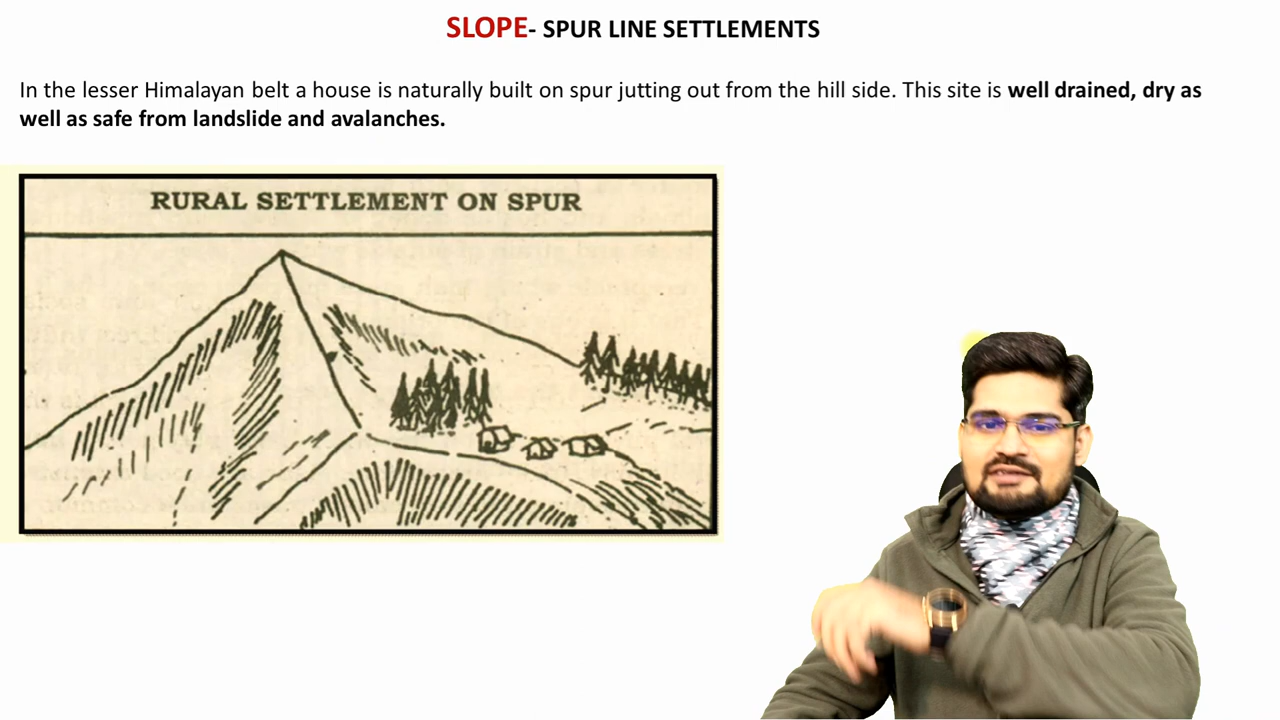 SLOPE- SPUR LINE SETTLEMENTS
In the lesser Himalayan belt a house is naturally built on spur jutting out from the hill side. This site is well drained, dry as
well as safe from landslide and avalanches.
RURAL SETTLEMENT ON SPUR